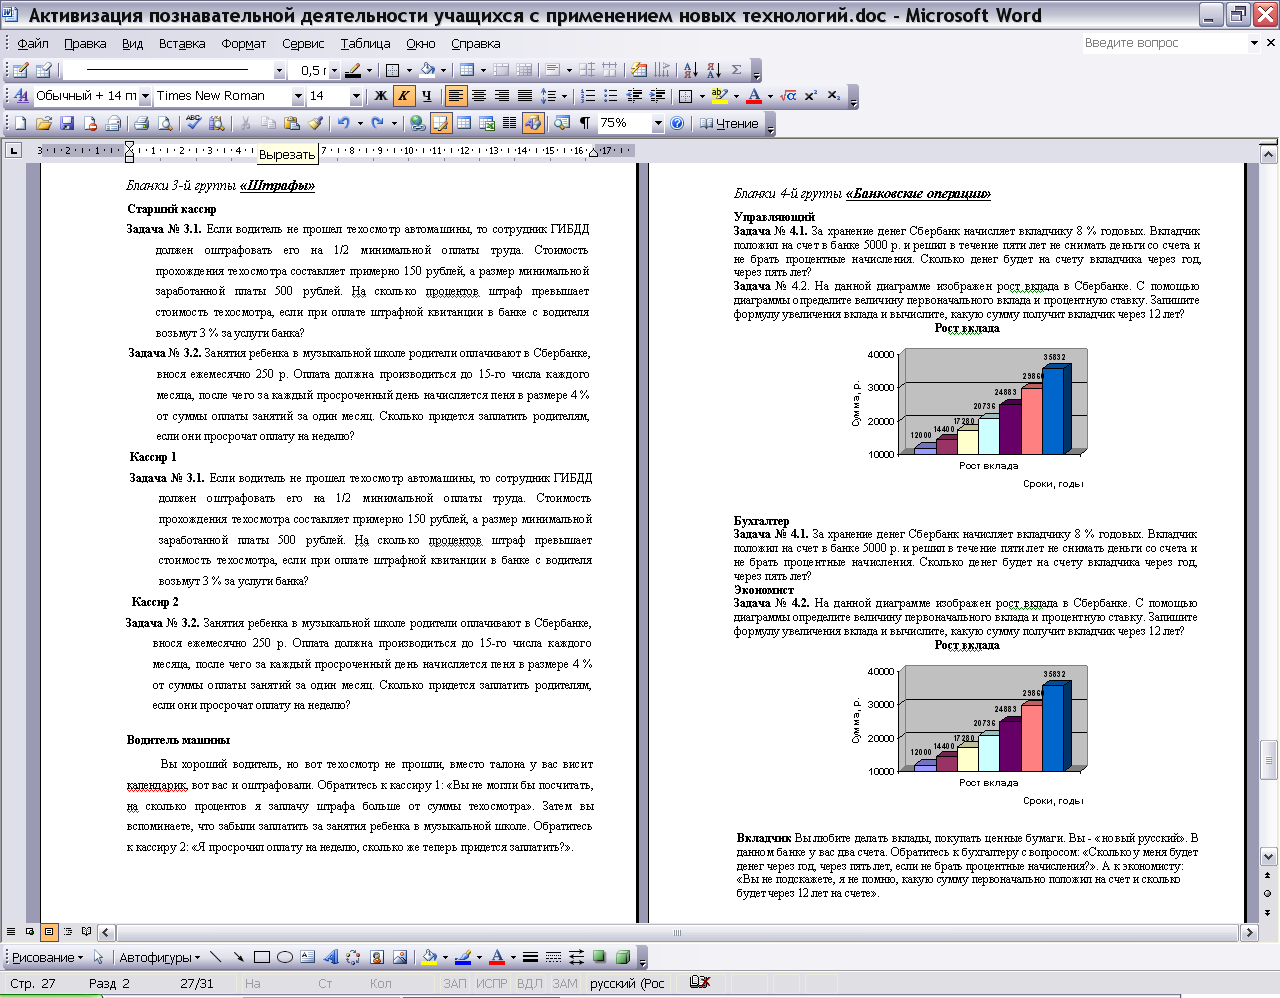 Активизация познавательной деятельности учащихся с применением новых технологий.doc - Microsoft Word
Файл Правка Вид Вставка Формат Сервис Таблица Окно Справка
Введите вопрос
0,5 г
Обычный + 14 пт Times New Roman 14 Ж К Ч
75% Чтение
Вырезать
Бланки 3-й группы «Штрафы»
Старший кассир
Задача № 3.1. Если водитель не прошел техосмотр автомашины, то сотрудник ГИБДД
должен оштрафовать его на 1/2 минимальной оплаты труда. Стоимость
прохождения техосмотра составляет примерно 150 рублей, а размер минимальной
заработанной платы 500 рублей. На сколько процентов штраф превышает
стоимость техосмотра, если при оплате штрафной квитанции в банке с водителя
возьмут 3 % за услуги банка?
Задача № 3.2. Занятия ребенка в музыкальной школе родители оплачивают в Сбербанке,
внося ежемесячно 250 р. Оплата должна производиться до 15-го числа каждого
месяца, после чего за каждый просроченный день начисляется пеня в размере 4 %
от суммы оплаты занятий за один месяц. Сколько придется заплатить родителям,
если они просрочат оплату на неделю?
Кассир 1
Задача № 3.1. Если водитель не прошел техосмотр автомашины, то сотрудник ГИБДД
должен оштрафовать его на 1/2 минимальной оплаты труда. Стоимость
прохождения техосмотра составляет примерно 150 рублей, а размер минимальной
заработанной платы 500 рублей. На сколько процентов штраф превышает
стоимость техосмотра, если при оплате штрафной квитанции в банке с водителя
возьмут 3 % за услуги банка?
Кассир 2
Задача № 3.2. Занятия ребенка в музыкальной школе родители оплачивают в Сбербанке,
внося ежемесячно 250 р. Оплата должна производиться до 15-го числа каждого
месяца, после чего за каждый просроченный день начисляется пеня в размере 4 %
от суммы оплаты занятий за один месяц. Сколько придется заплатить родителям,
если они просрочат оплату на неделю?
Водитель машины
Вы хороший водитель, но вот техосмотр не прошли, вместо талона у вас висит
календарик, вот вас и оштрафовали. Обратитесь к кассиру 1: «Вы не могли бы посчитать,
на сколько процентов я заплачу штрафа больше от суммы техосмотра». Затем вы
вспоминаете, что забыли заплатить за занятия ребенка в музыкальной школе. Обратитесь
к кассиру 2: «Я просрочил оплату на неделю, сколько же теперь придется заплатить?».
Бланки 4-й группы «Банковские операции»
Управляющий
Задача № 4.1. За хранение денег Сбербанк начисляет вкладчику 8 % годовых. Вкладчик
положил на счет в банке 5000 р. и решил в течение пяти лет не снимать деньги со счета и
не брать процентные начисления. Сколько денег будет на счету вкладчика через год,
через пять лет?
Задача № 4.2. На данной диаграмме изображен рост вклада в Сбербанке. С помощью
диаграммы определите величину первоначального вклада и процентную ставку. Запишите
формулу увеличения вклада и вычислите, какую сумму получит вкладчик через 12 лет?
Рост вклада
Сумма, р.
40000
30000
20000
10000
12000 14400 17280 20736 24883 29860 35832
Рост вклада
Сроки, годы
Бухгалтер
Задача № 4.1. За хранение денег Сбербанк начисляет вкладчику 8 % годовых. Вкладчик
положил на счет в банке 5000 р. и решил в течение пяти лет не снимать деньги со счета и
не брать процентные начисления. Сколько денег будет на счету вкладчика через год,
через пять лет?
Экономист
Задача № 4.2. На данной диаграмме изображен рост вклада в Сбербанке. С помощью
диаграммы определите величину первоначального вклада и процентную ставку. Запишите
формулу увеличения вклада и вычислите, какую сумму получит вкладчик через 12 лет?
Рост вклада
Сумма, р.
40000
30000
20000
10000
12000 14400 17280 20736 24883 29860 35832
Рост вклада
Сроки, годы
Вкладчик Вы любите делать вклады, покупать ценные бумаги. Вы - «новый русский». В
данном банке у вас два счета. Обратитесь к бухгалтеру с вопросом: «Сколько у меня будет
денег через год, через пять лет, если не брать процентные начисления?». А к экономисту:
«Вы не подскажете, я не помню, какую сумму первоначально положил на счет и сколько
будет через 12 лет на счете».
Рисование Автофигуры
Стр. 27 Разд 2 27/31 На Ст Кол ЗАП ИСПР ВДЛ ЗАМ русский (Рос